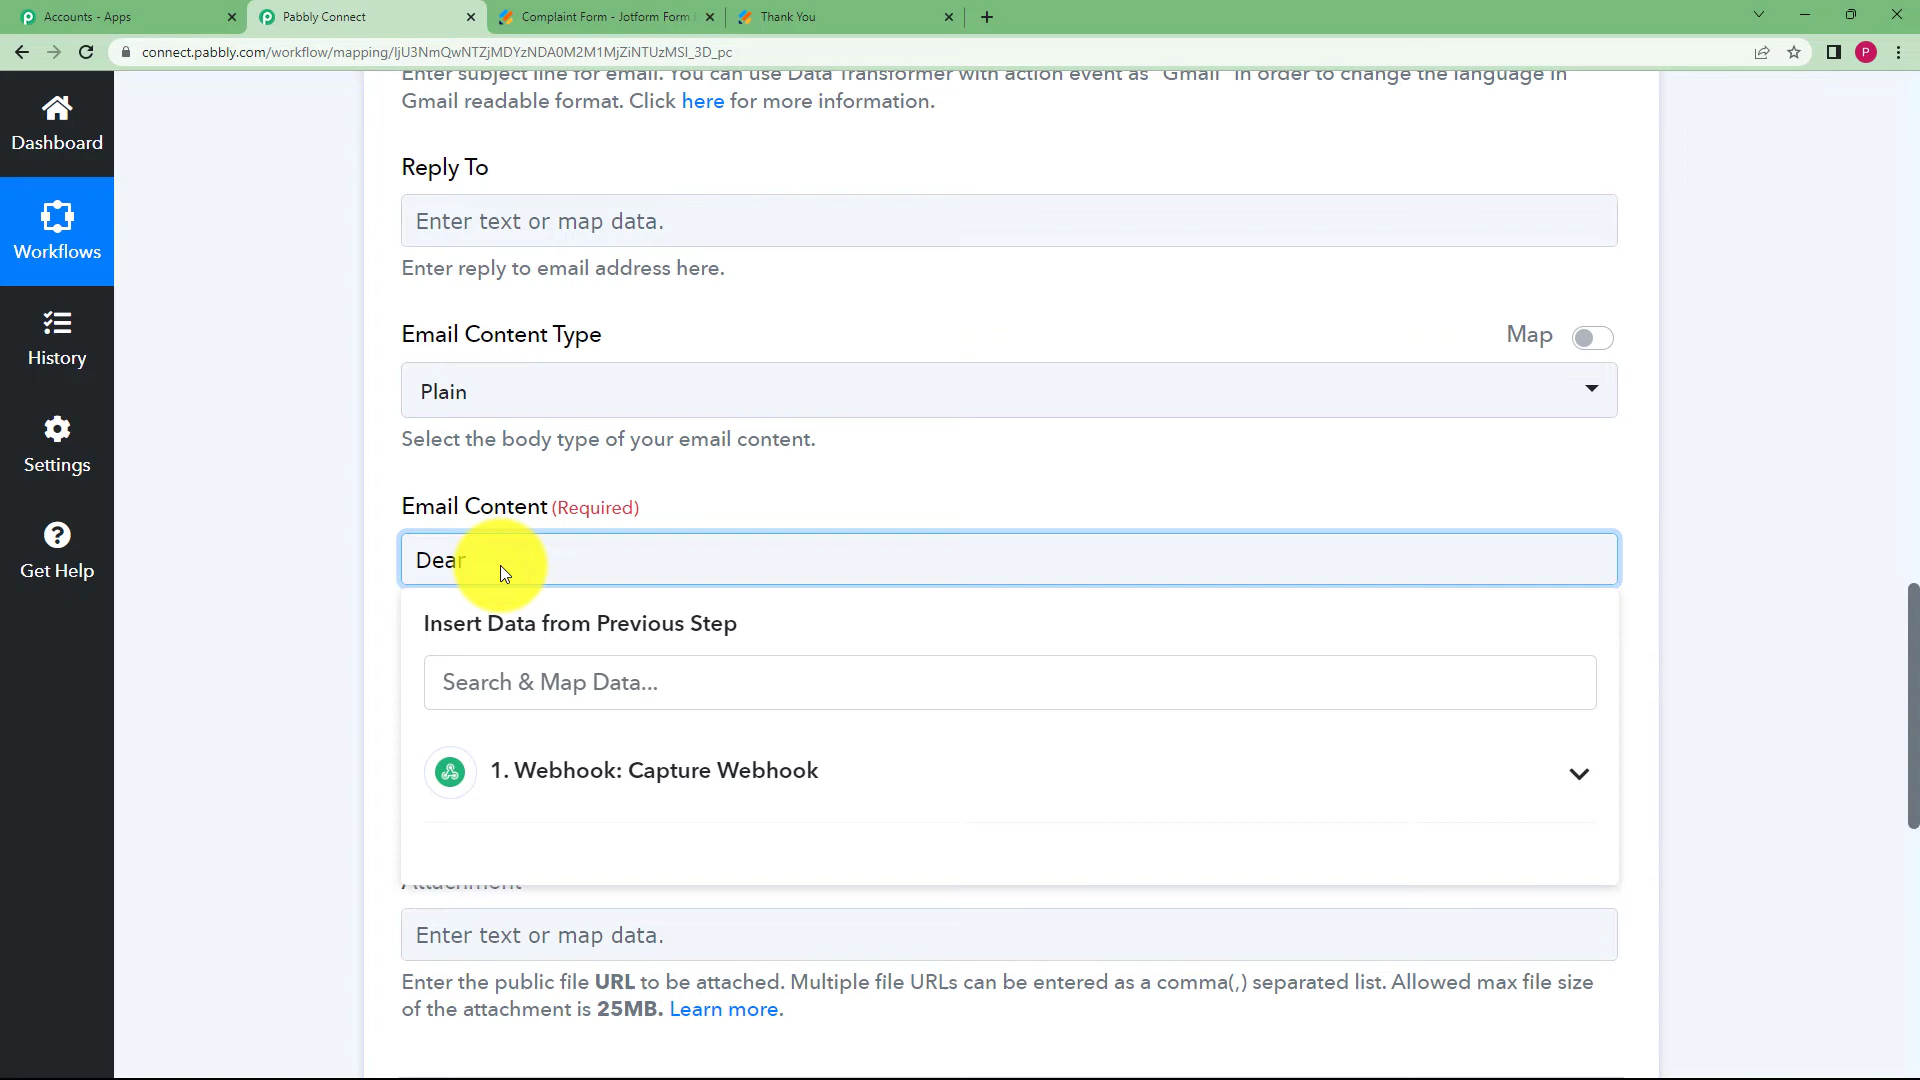 Accounts - Apps
Pabbly Connect
Complaint Form - Jotform Form
Thank You
connect.pabbly.com/workflow/mapping/IjU3NmQwNTZjMDYzNDA0M2M1MjZiNTUzMSI_3D_pc
P
Dashboard
Workflows
History
Settings
Get Help
Enter subject line for email. You can use Data Transformer with action event as "Gmail" in order to change the language in
Gmail readable format. Click here for more information.
Reply To
Enter text or map data.
Enter reply to email address here.
Email Content Type
Map
Plain
Select the body type of your email content.
Email Content (Required)
Dear
Insert Data from Previous Step
Search & Map Data...
1. Webhook: Capture Webhook
Attachment
Enter text or map data.
Enter the public file URL to be attached. Multiple file URLs can be entered as a comma(,) separated list. Allowed max file size
of the attachment is 25MB. Learn more.